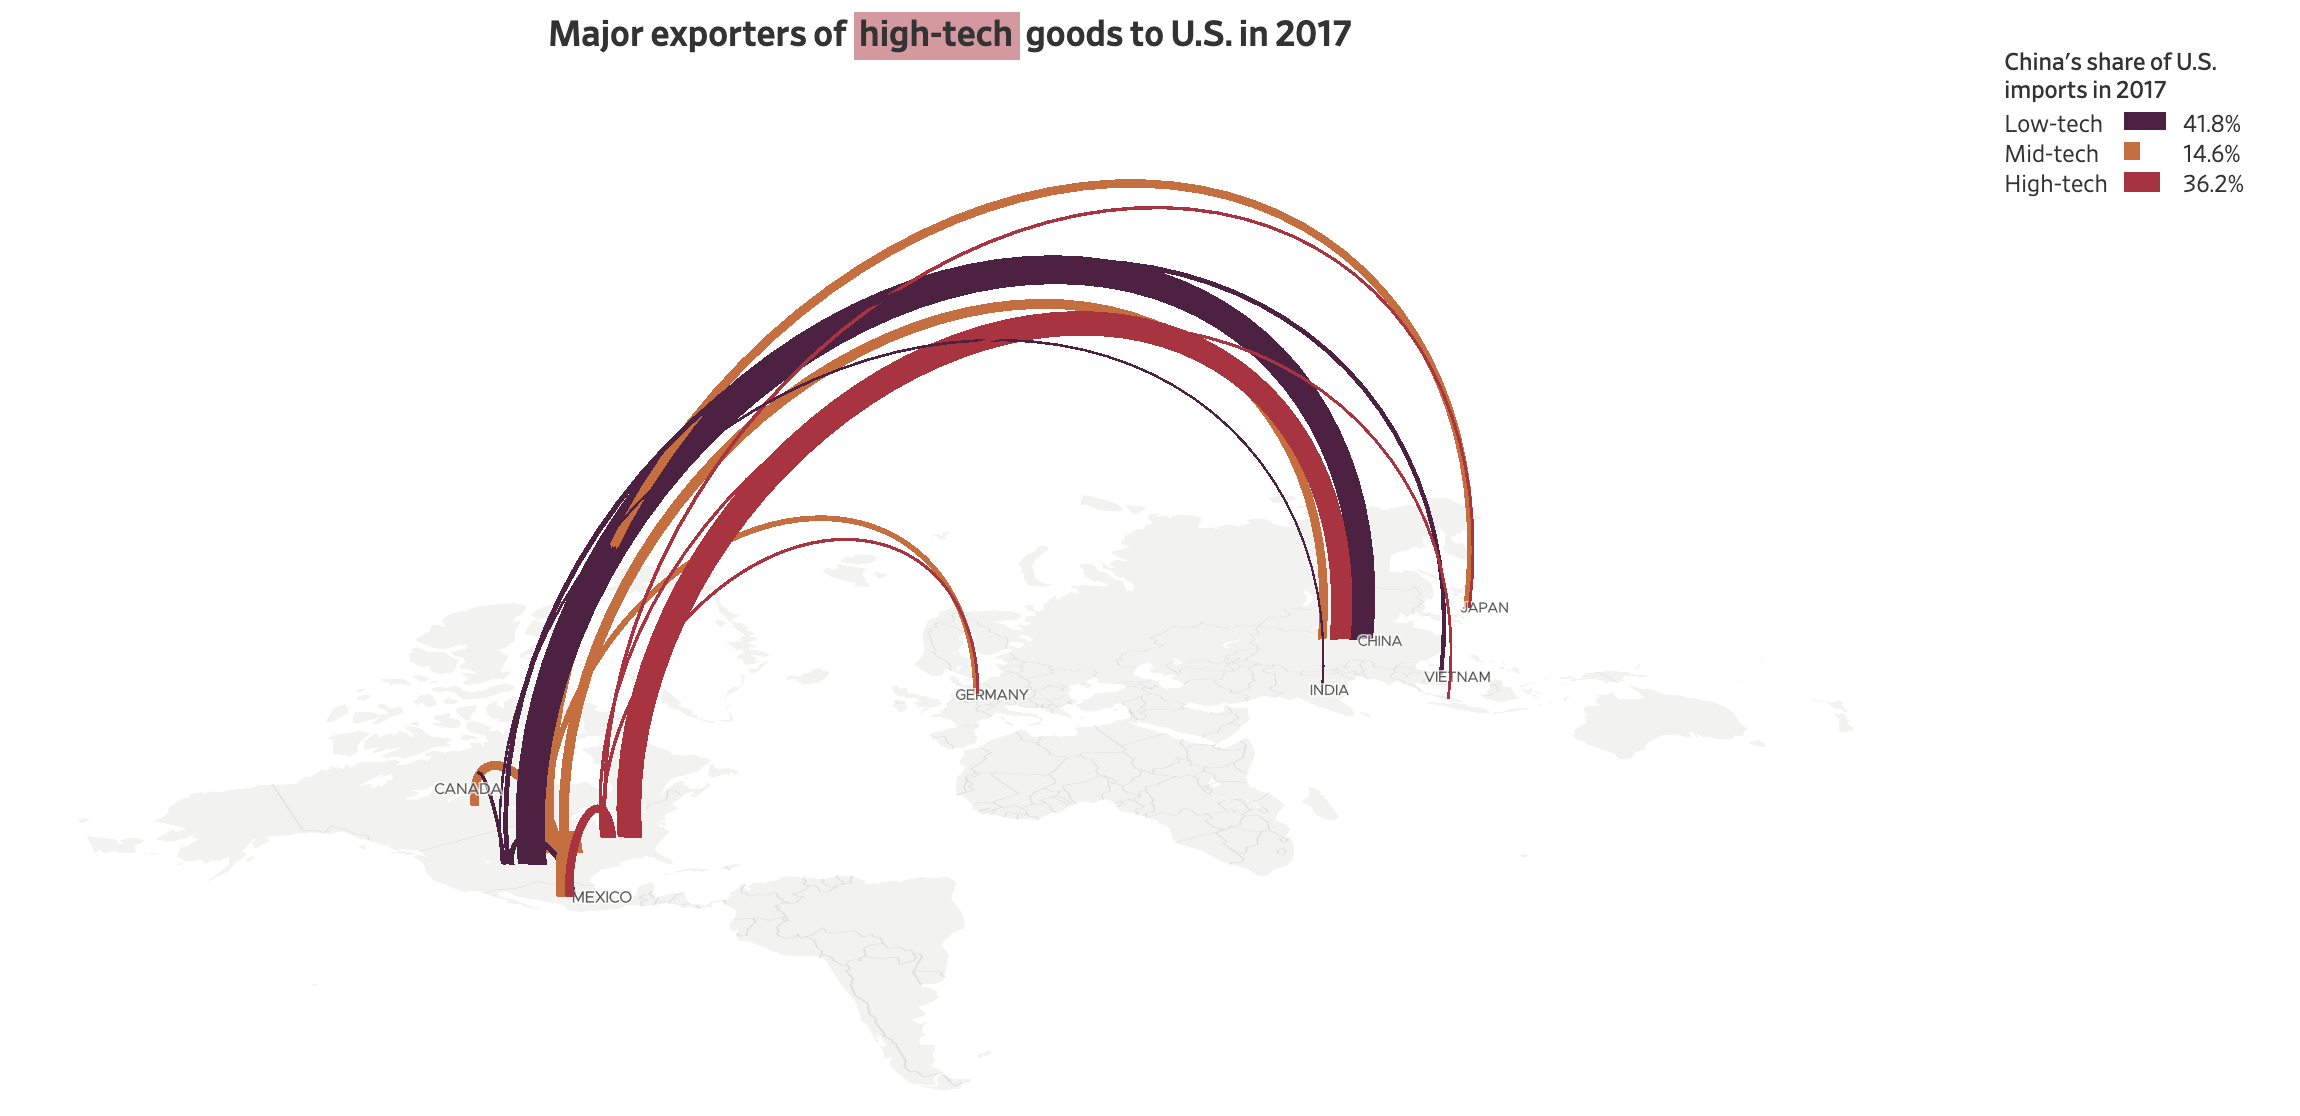 Major exporters of high-tech goods to U.S. in 2017
China's share of U.S.
imports in 2017
Low-tech 41.8%
Mid-tech 14.6%
High-tech 36.2%
JAPAN
CHINA
VIETNAM
INDIA
GERMANY
CANADA
MEXICO